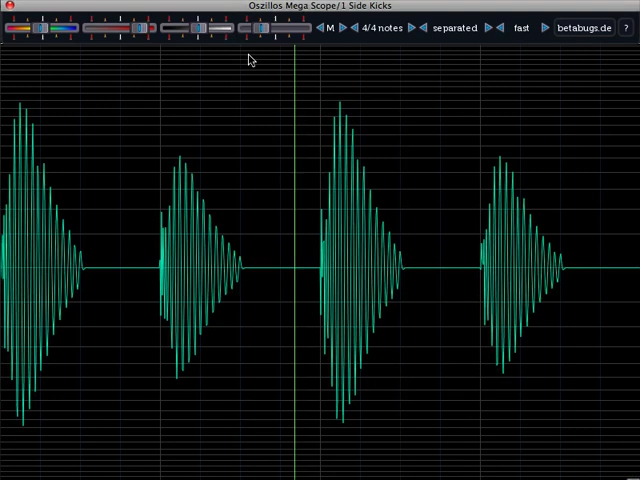 Oszillos Mega Scope/1 Side Kicks
M 4/4 notes separated fast betabugs.de ?